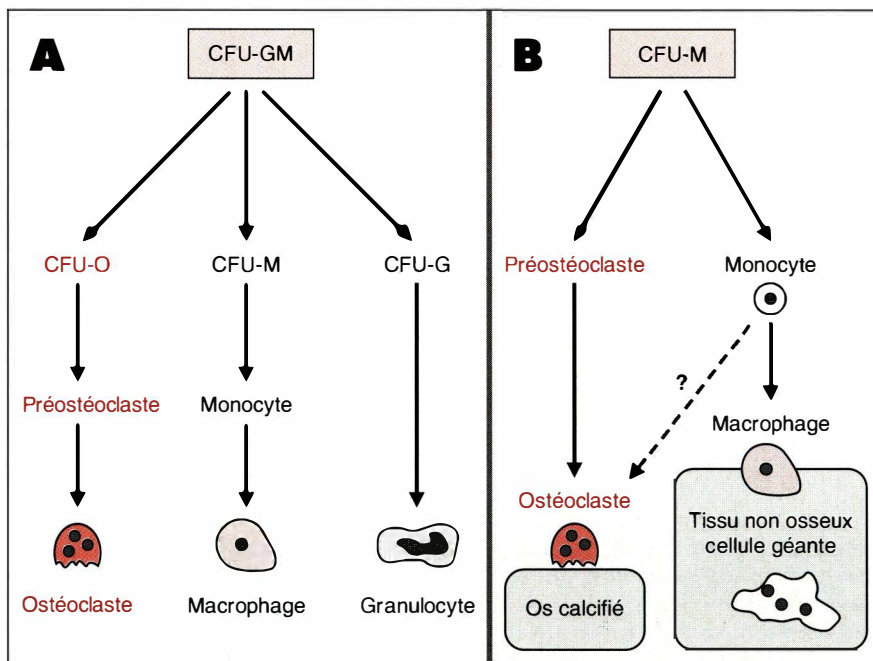 A
CFU-GM
CFU-O
CFU-M
CFU-G
Préostéoclaste
Monocyte
Ostéoclaste
Macrophage
Granulocyte
B
CFU-M
Préostéoclaste
Monocyte
?
Macrophage
Ostéoclaste
Os calcifié
Tissu non osseux
cellule géante